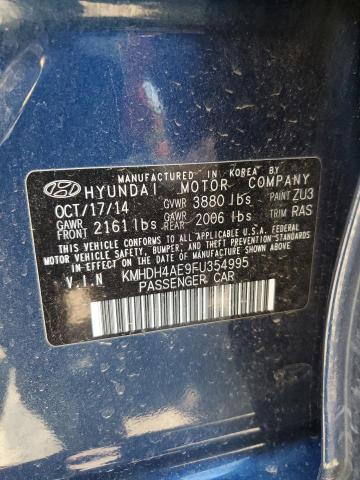 MANUFACTURED IN KOREA BY
HYUNDAI MOTOR COMPANY
OCT/17/14 GVWR 3880 lbs PAINT ZU3
GAWR FRONT 2161 lbs GAWR REAR 2006 lbs TRIM RAS
THIS VEHICLE CONFORMS TO ALL APPLICABLE U.S.A. FEDERAL
MOTOR VEHICLE SAFETY, BUMPER, AND THEFT PREVENTION STANDARDS
IN EFFECT ON THE DATE OF MANUFACTURE SHOWN ABOVE.
V.I.N KMHDH4AE9FU354995
PASSENGER CAR